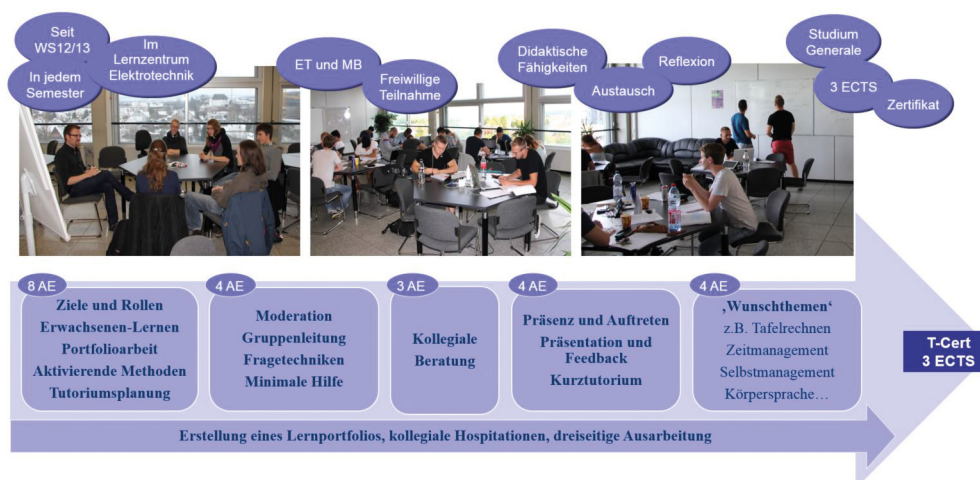 Seit
WS12/13
In jedem
Semester
Im
Lernzentrum
Elektrotechnik
ET und MB
Freiwillige
Teilnahme
Didaktische
Fähigkeiten
Austausch
Reflexion
Studium
Generale
3 ECTS
Zertifikat
8 AE
Ziele und Rollen
Erwachsenen-Lernen
Portfolioarbeit
Aktivierende Methoden
Tutoriumsplanung
4 AE
Moderation
Gruppenleitung
Fragetechniken
Minimale Hilfe
3 AE
Kollegiale
Beratung
4 AE
Präsenz und Auftreten
Präsentation und
Feedback
Kurztutorium
4 AE
‚Wunschthemen‘
z.B. Tafelrechnen
Zeitmanagement
Selbstmanagement
Körpersprache…
T-Cert
3 ECTS
Erstellung eines Lernportfolios, kollegiale Hospitationen, dreiseitige Ausarbeitung